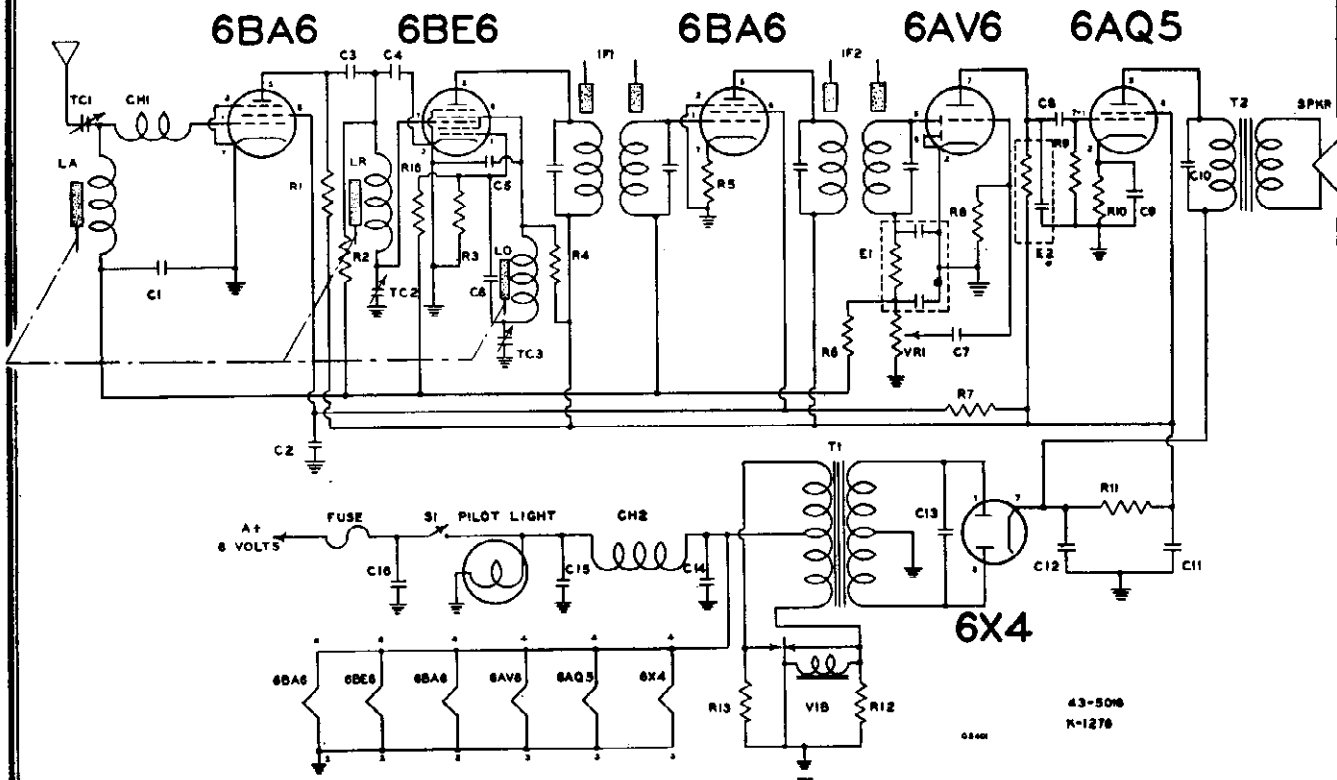 6BA6 6BE6 6BA6 6AV6 6AQ5
TC1 CH1 C3 C4 IF1 IF2 C8 T2 SPKR
LA R1 R16 LR C5 R5 R8 R9 C10
R2 R3 LO R4 E1 E2 R10 C9
C1 TC2 C6 TC3 R6 VR1 C7
R7
C2 T1
A+ 6 VOLTS FUSE S1 PILOT LIGHT CH2 C13 R11
C16 C15 C14 C12 C11
6X4
6BA6 6BE6 6BA6 6AV6 6AQ5 6X4
R13 VIB R12
43-5016
K-1276